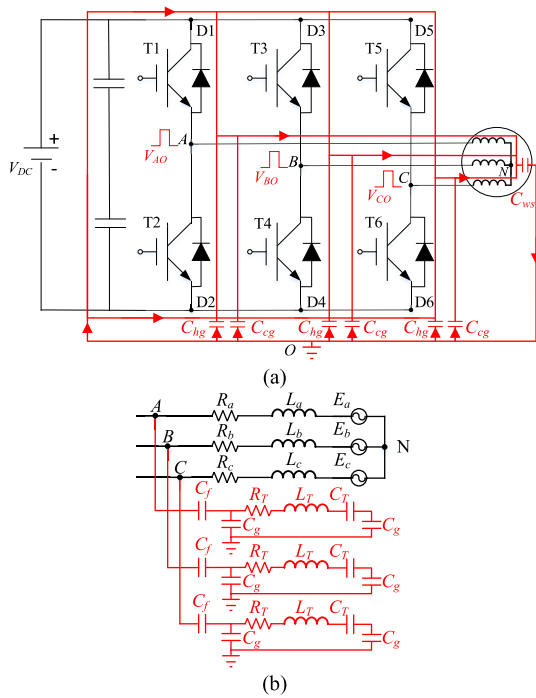 D1 D3 D5
T1 T3 T5
+
V_DC
-
V_AO A
V_BO B
V_CO C
N
C_ws
T2 T4 T6
D2 D4 D6
C_hg C_cg C_hg C_cg C_hg C_cg
O
(a)
A R_a L_a E_a
B R_b L_b E_b N
C R_c L_c E_c
C_f R_T L_T C_T
C_g C_g
C_f R_T L_T C_T
C_g C_g
C_f R_T L_T C_T
C_g C_g
(b)